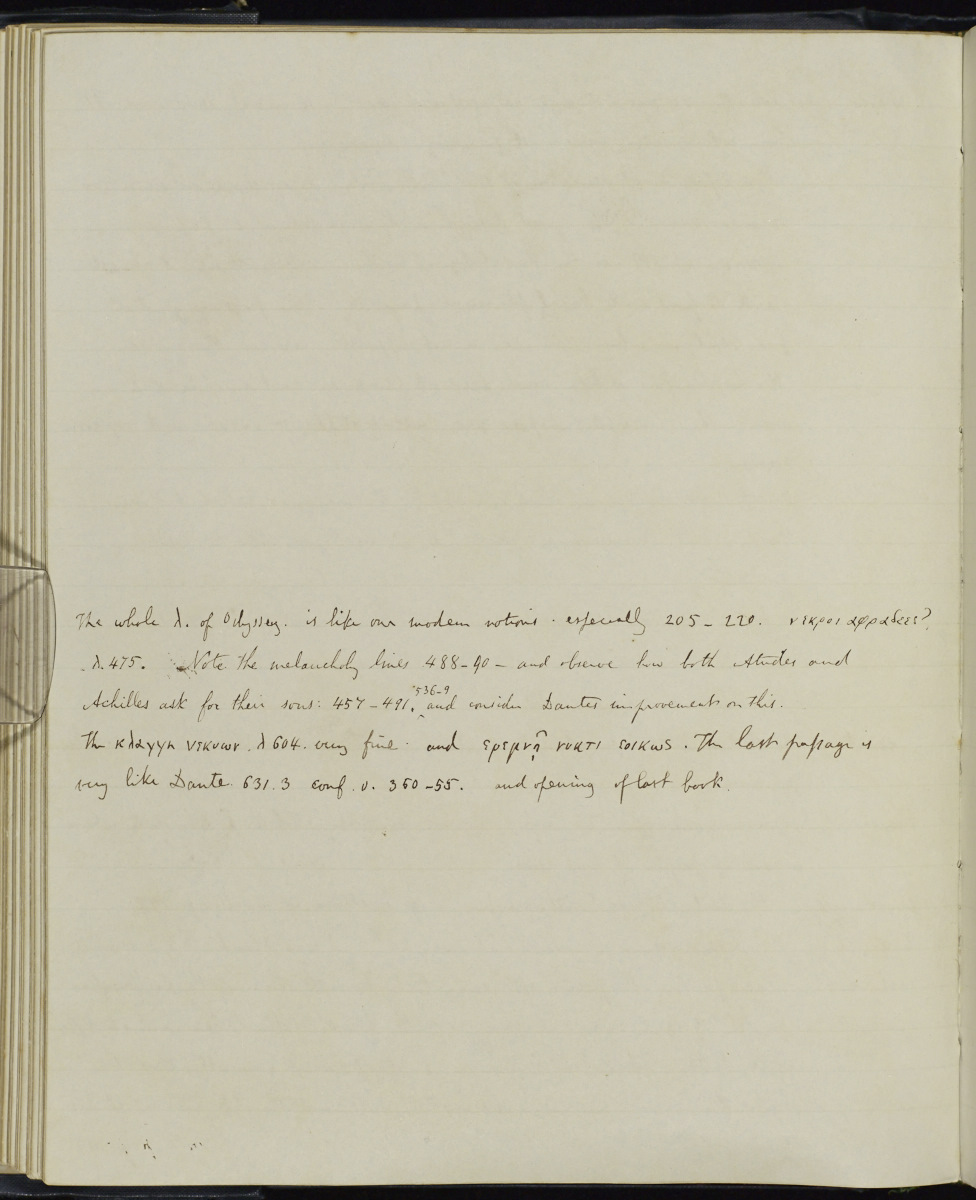 The whole λ. of Odyssey. is like our modern notions. especially 205-220. νεκροι αφραδεες?
λ.475. Note the melancholy lines 488-90 - and observe how both Atrides and
Achilles ask for their sons: 457-491. 536-9 and consider Dantes improvement on this.
The κλαγγη νεκυων. λ 604. very fine. and ερεμνῃ νυκτι εοικως. The last passage is
very like Dante. 631.3 conf. υ. 350-55. and opening of last book.